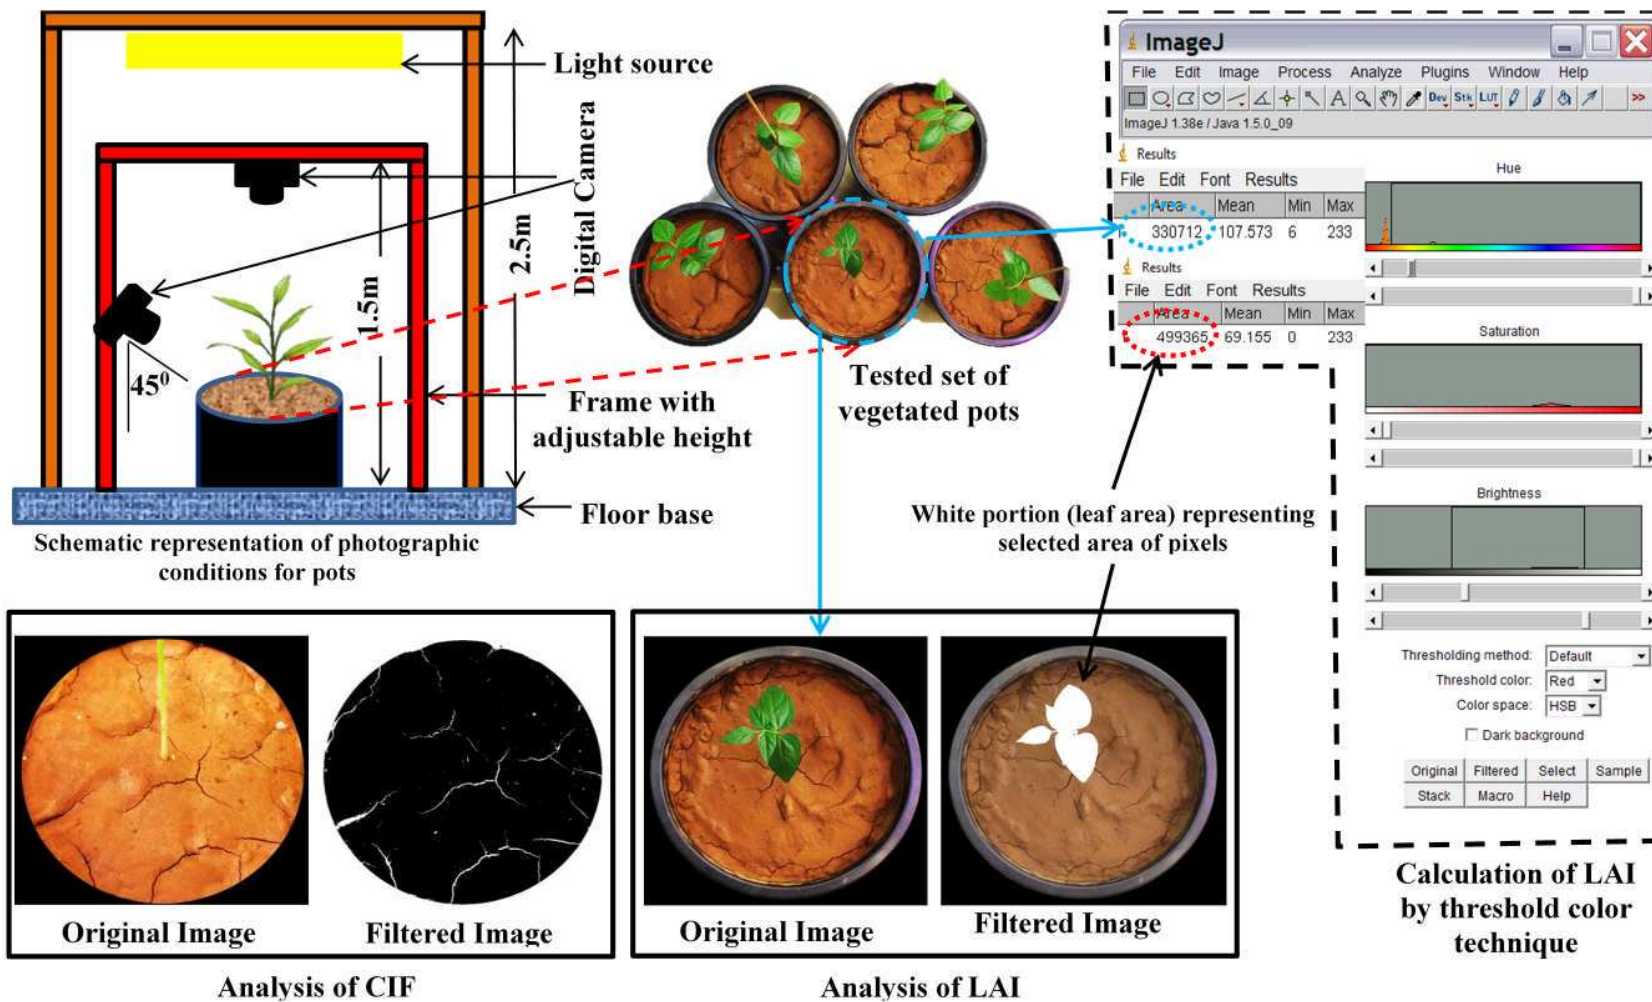 Light source
Digital Camera
2.5m
1.5m
45⁰
Frame with
adjustable height
Floor base
Schematic representation of photographic
conditions for pots
Tested set of
vegetated pots
White portion (leaf area) representing
selected area of pixels
ImageJ
File Edit Image Process Analyze Plugins Window Help
A Dev Stk LUT >>
ImageJ 1.38e / Java 1.5.0_09
Results
File Edit Font Results
Area Mean Min Max
330712 107.573 6 233
Results
File Edit Font Results
Area Mean Min Max
499365 69.155 0 233
Hue
Saturation
Brightness
Thresholding method: Default
Threshold color: Red
Color space: HSB
Dark background
Original Filtered Select Sample
Stack Macro Help
Calculation of LAI
by threshold color
technique
Original Image
Filtered Image
Analysis of CIF
Original Image
Filtered Image
Analysis of LAI